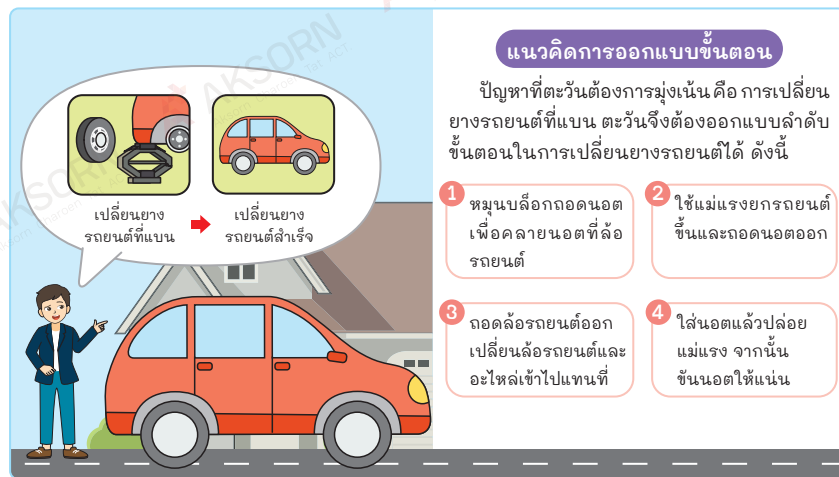 AKSORN
เปลี่ยนยาง
รถยนต์ที่แบน
เปลี่ยนยาง
รถยนต์สำเร็จ
แนวคิดการออกแบบขั้นตอน
ปัญหาที่ตะวันต้องการมุ่งเน้น คือ การเปลี่ยน
ยางรถยนต์ที่แบน ตะวันจึงต้องออกแบบลำดับ
ขั้นตอนในการเปลี่ยนยางรถยนต์ได้ ดังนี้
1
หมุนบล็อกถอดนอต
เพื่อคลายนอตที่ล้อ
รถยนต์
2
ใช้แม่แรงยกรถยนต์
ขึ้นและถอดนอตออก
3
ถอดล้อรถยนต์ออก
เปลี่ยนล้อรถยนต์และ
อะไหล่เข้าไปแทนที่
4
ใส่นอตแล้วปล่อย
แม่แรง จากนั้น
ขันนอตให้แน่น